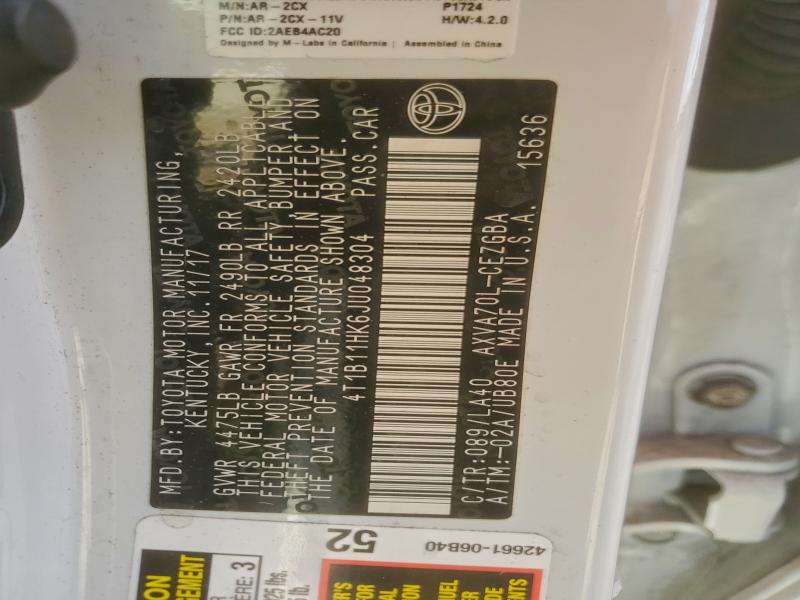 M/N:AR-2CX P1724
P/N:AR-2CX-11V H/W:4.2.0
FCC ID:2AEB4AC20
Designed by M-Labs in California | Assembled in China
MFD.BY:TOYOTA MOTOR MANUFACTURING,
KENTUCKY, INC. 11/17
GVWR 4475LB GAWR FR 2490LB RR 2420LB
THIS VEHICLE CONFORMS TO ALL APPLICABLE
FEDERAL MOTOR VEHICLE SAFETY, BUMPER, AND
THEFT PREVENTION STANDARDS IN EFFECT ON
THE DATE OF MANUFACTURE SHOWN ABOVE.
4T1B11HK6JU048304 PASS.CAR
C/TR:089/LA40 AXVA70L-CEZGBA
A/TM:-02A/UB80E MADE IN U.S.A. 15636
52
42661-06B40
ERE: 3